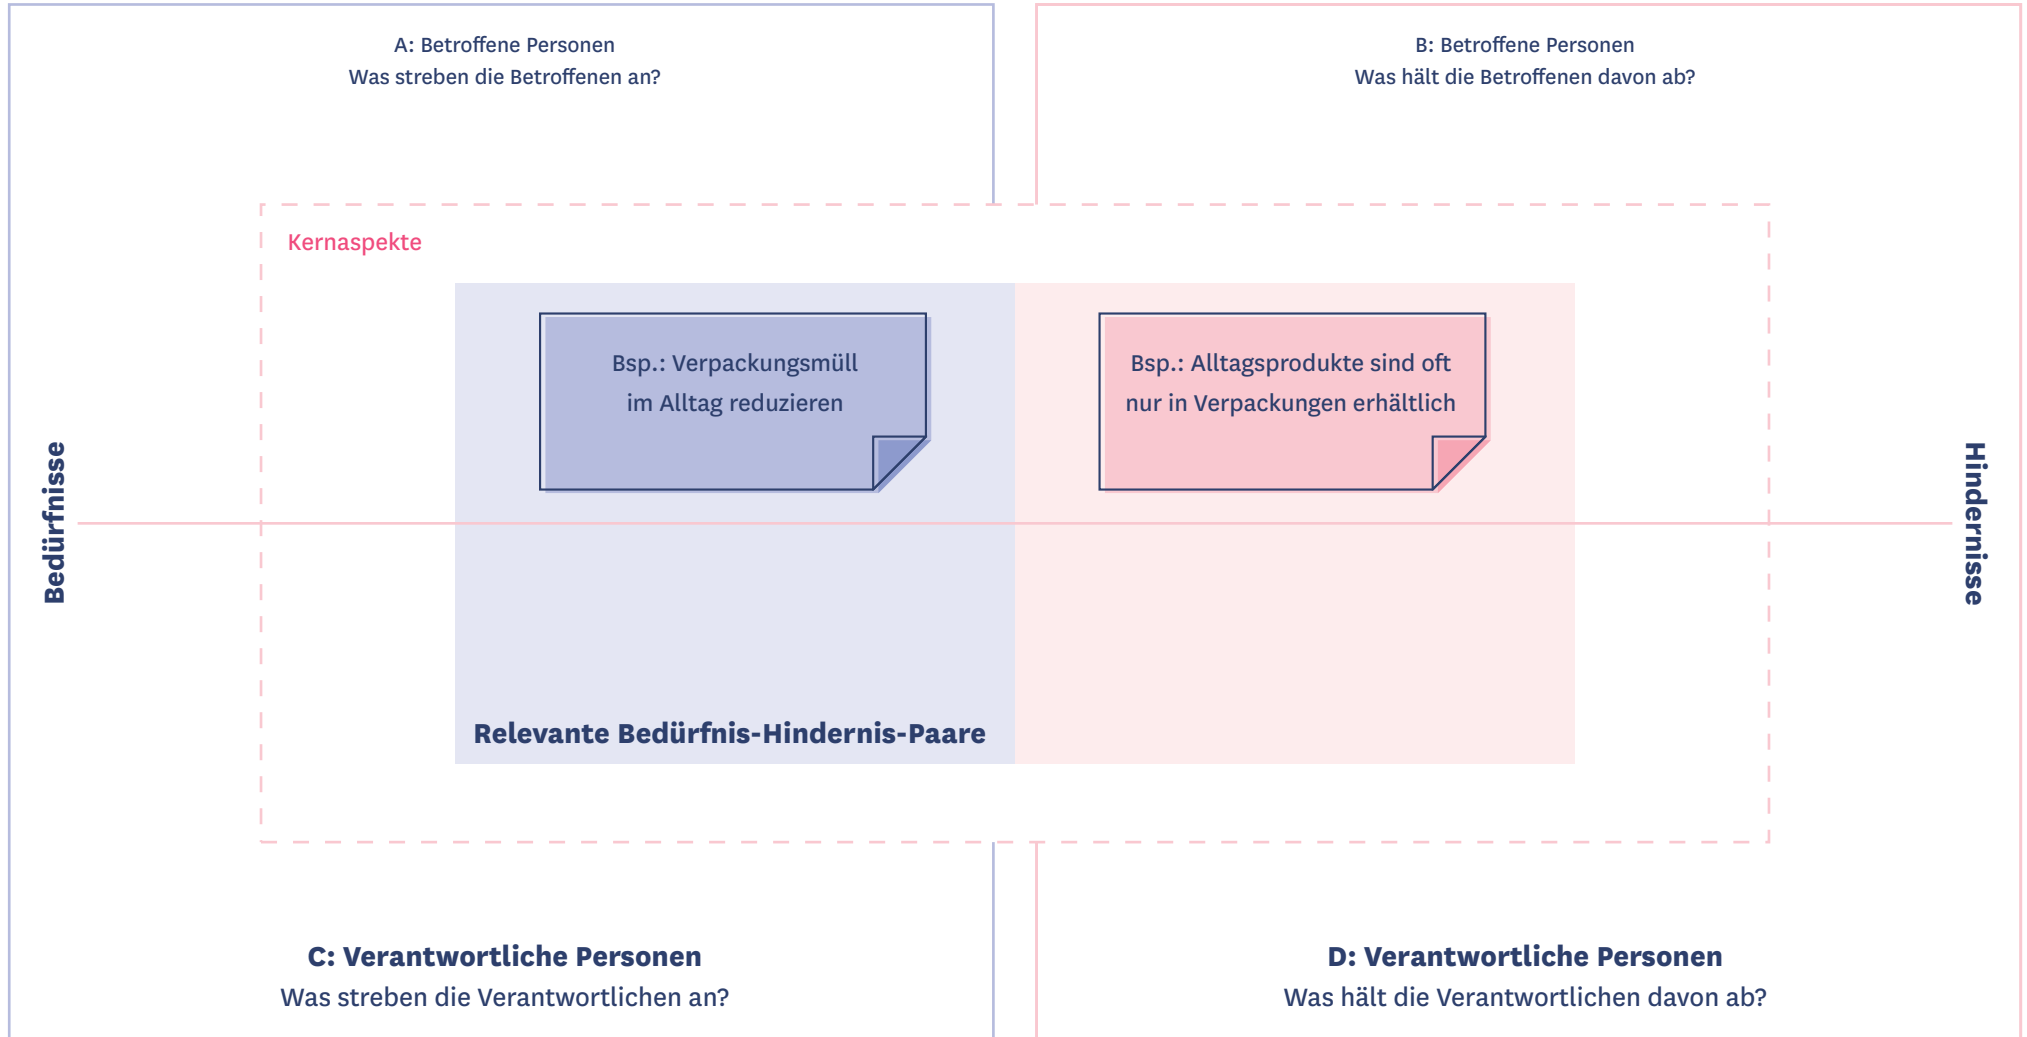 A: Betroffene Personen
Was streben die Betroffenen an?
B: Betroffene Personen
Was hält die Betroffenen davon ab?
Kernaspekte
Bsp.: Verpackungsmüll
im Alltag reduzieren
Bsp.: Alltagsprodukte sind oft
nur in Verpackungen erhältlich
Bedürfnisse
Hindernisse
Relevante Bedürfnis-Hindernis-Paare
C: Verantwortliche Personen
Was streben die Verantwortlichen an?
D: Verantwortliche Personen
Was hält die Verantwortlichen davon ab?